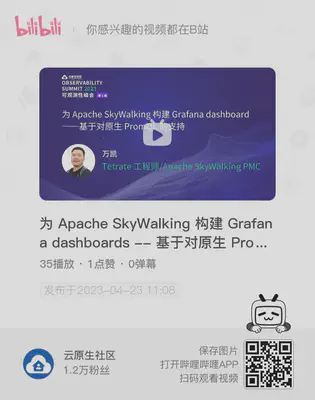 bilibili
你感兴趣的视频都在B站
OBSERVABILITY
SUMMIT 2023
可观测性峰会
为 Apache SkyWalking 构建 Grafana dashboard
——基于对原生 PromQL 的支持
万凯
Tetrate 工程师/Apache SkyWalking PMC
为 Apache SkyWalking 构建 Grafan
a dashboards -- 基于对原生 Pro...
35播放 · 1点赞 · 0弹幕
发布于2023-04-23 11:08
云原生社区
1.2万粉丝
保存图片
打开哔哩哔哩APP
扫码观看视频